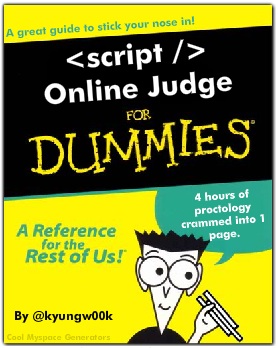 A great guide to stick your nose in!
<script />
Online Judge
FOR
DUMMIES®
4 hours of
proctology
crammed into 1
page.
A Reference
for the
Rest of Us!™
By @kyungw00k
Cool Myspace Generators